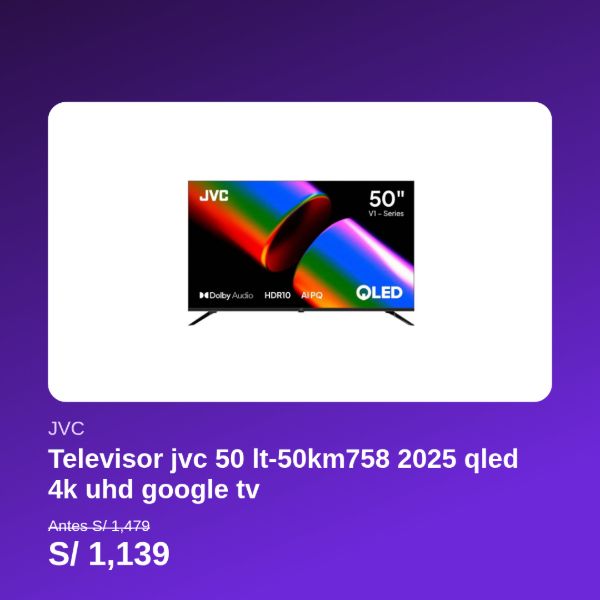 JVC
50"
V1 – Series
Dolby Audio HDR10 AI PQ QLED
JVC
Televisor jvc 50 lt-50km758 2025 qled
4k uhd google tv
Antes S/ 1,479
S/ 1,139